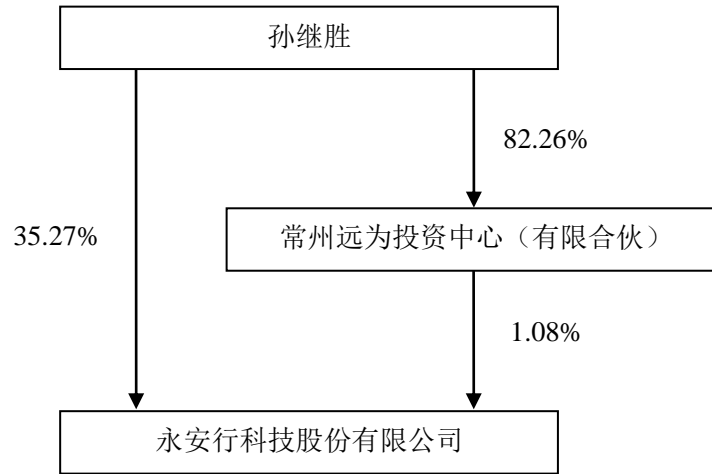 孙继胜
82.26%
35.27%
常州远为投资中心（有限合伙）
1.08%
永安行科技股份有限公司